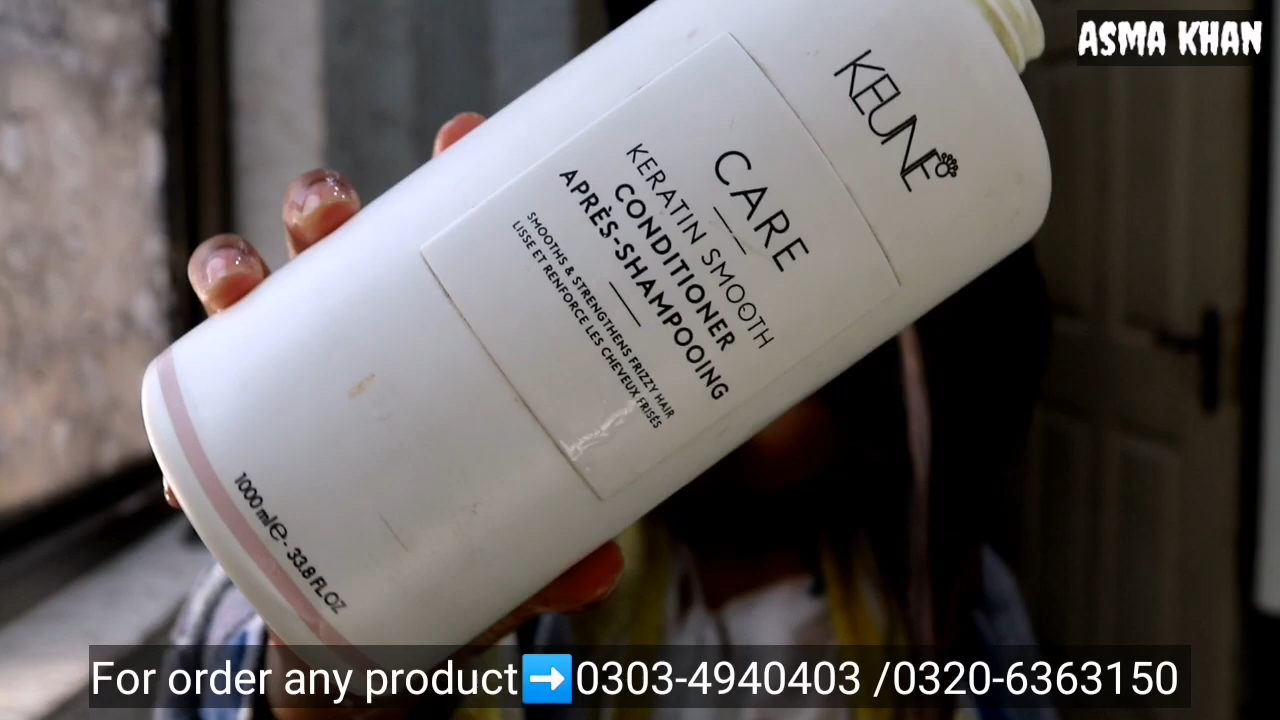 ASMA KHAN
KEUNE
CARE
KERATIN SMOOTH
CONDITIONER
APRÈS-SHAMPOOING
SMOOTHS & STRENGTHENS FRIZZY HAIR
LISSE ET RENFORCE LES CHEVEUX FRISÉS
1000 ml e - 33.8 FL.OZ
For order any product➡0303-4940403 /0320-6363150